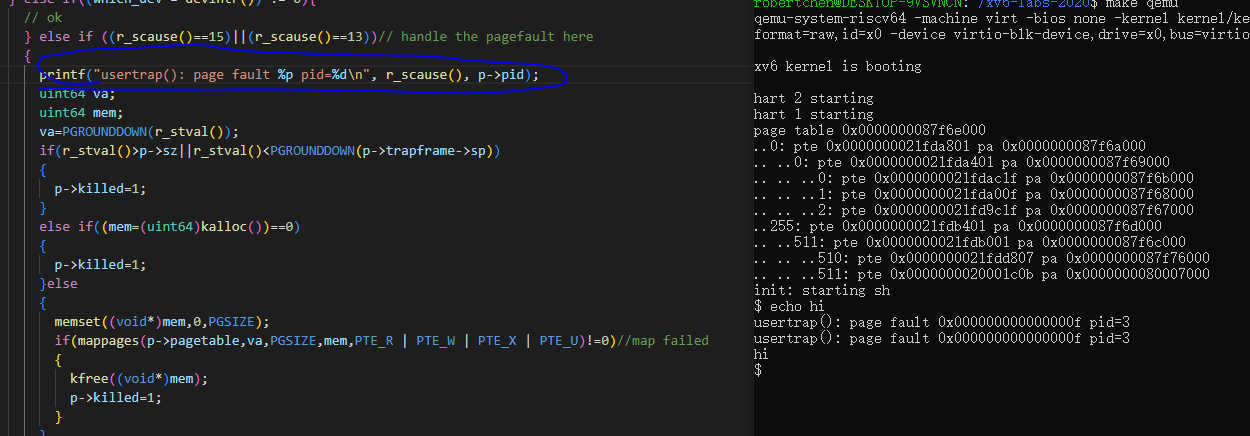 } else if((which_dev = devintr()) != 0){
// ok
} else if ((r_scause()==15)||(r_scause()==13))// handle the pagefault here
{
printf("usertrap(): page fault %p pid=%d\n", r_scause(), p->pid);
uint64 va;
uint64 mem;
va=PGROUNDDOWN(r_stval());
if(r_stval()>p->sz||r_stval()<PGROUNDDOWN(p->trapframe->sp))
{
p->killed=1;
}
else if((mem=(uint64)kalloc())==0)
{
p->killed=1;
}else
{
memset((void*)mem,0,PGSIZE);
if(mappages(p->pagetable,va,PGSIZE,mem,PTE_R | PTE_W | PTE_X | PTE_U)!=0)//map failed
{
kfree((void*)mem);
p->killed=1;
}
}
robertchen@DESKTOP-9VSVNCN: /xv6-labs-2020$ make qemu
qemu-system-riscv64 -machine virt -bios none -kernel kernel/ke
format=raw,id=x0 -device virtio-blk-device,drive=x0,bus=virtio
xv6 kernel is booting
hart 2 starting
hart 1 starting
page table 0x0000000087f6e000
..0: pte 0x0000000021fda801 pa 0x0000000087f6a000
.. ..0: pte 0x0000000021fda401 pa 0x0000000087f69000
.. .. ..0: pte 0x0000000021fdac1f pa 0x0000000087f6b000
.. .. ..1: pte 0x0000000021fda00f pa 0x0000000087f68000
.. .. ..2: pte 0x0000000021fd9c1f pa 0x0000000087f67000
..255: pte 0x0000000021fdb401 pa 0x0000000087f6d000
.. ..511: pte 0x0000000021fdb001 pa 0x0000000087f6c000
.. .. ..510: pte 0x0000000021fdd807 pa 0x0000000087f76000
.. .. ..511: pte 0x0000000020001c0b pa 0x0000000080007000
init: starting sh
$ echo hi
usertrap(): page fault 0x000000000000000f pid=3
usertrap(): page fault 0x000000000000000f pid=3
hi
$